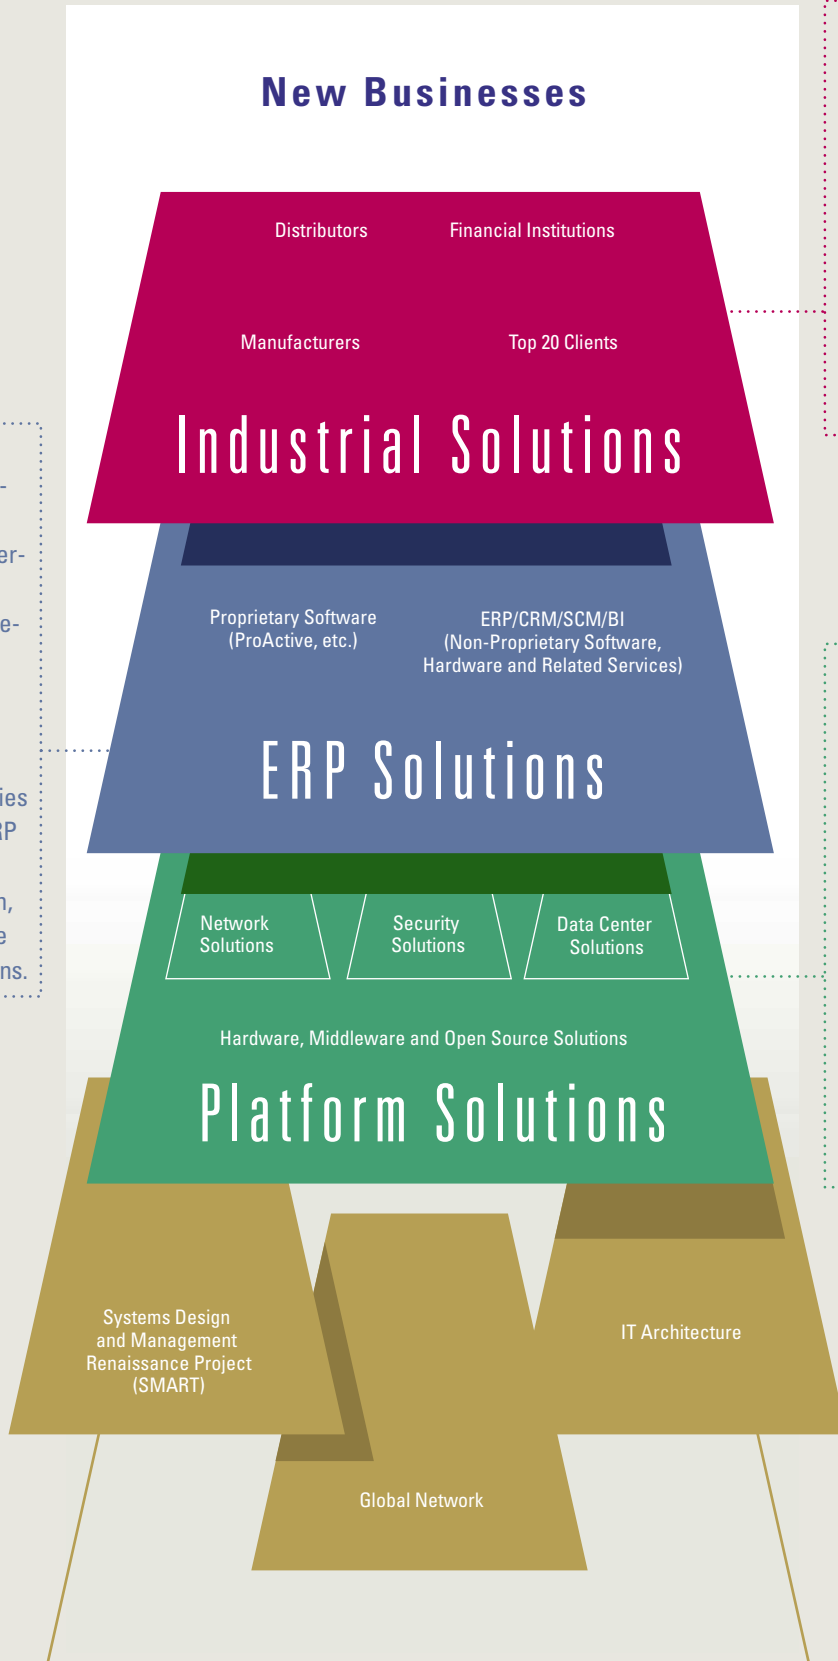 New Businesses
Distributors
Financial Institutions
Manufacturers
Top 20 Clients
Industrial Solutions
Proprietary Software
(ProActive, etc.)
ERP/CRM/SCM/BI
(Non-Proprietary Software,
Hardware and Related Services)
ERP Solutions
Network
Solutions
Security
Solutions
Data Center
Solutions
Hardware, Middleware and Open Source Solutions
Platform Solutions
Systems Design
and Management
Renaissance Project
(SMART)
IT Architecture
Global Network